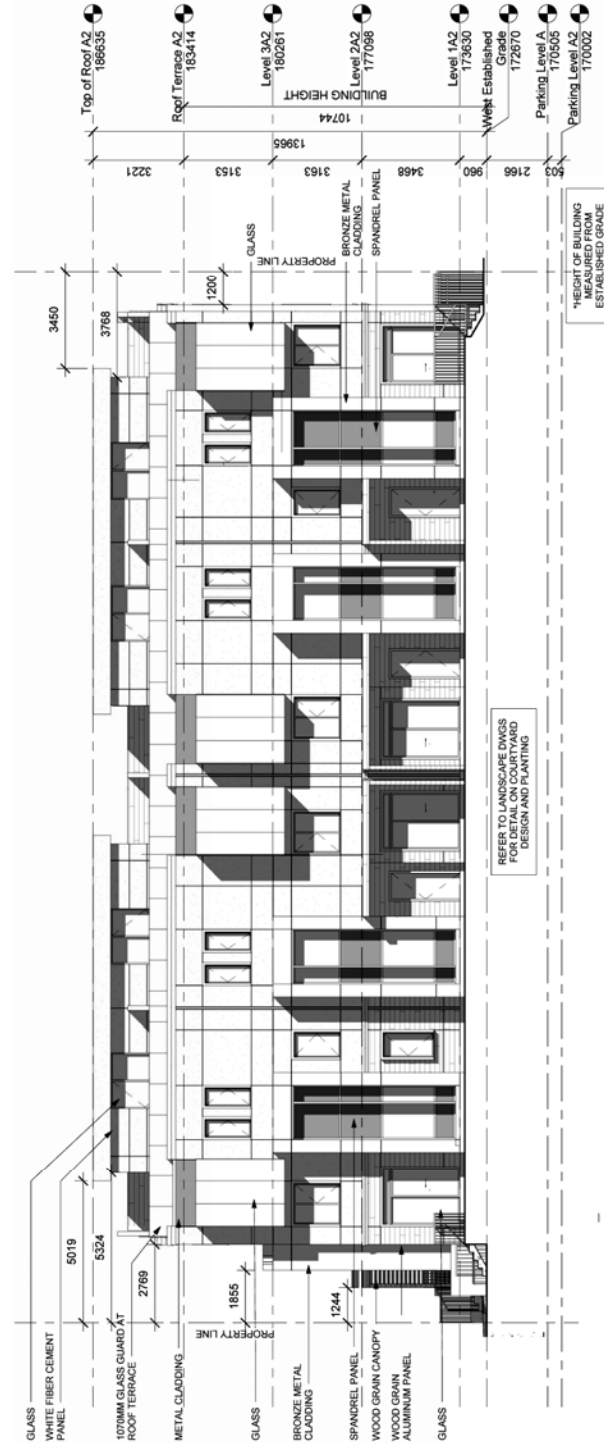 GLASS
WHITE FIBER CEMENT
PANEL
5019
5324
1070MM GLASS GUARD AT
ROOF TERRACE
2769
METAL CLADDING
GLASS
1855
BRONZE METAL
CLADDING
1244
SPANDREL PANEL
WOOD GRAIN CANOPY
WOOD GRAIN
ALUMINUM PANEL
GLASS
PROPERTY LINE
REFER TO LANDSCAPE DWGS
FOR DETAIL ON COURTYARD
DESIGN AND PLANTING
3450
3768
1200
PROPERTY LINE
GLASS
BRONZE METAL
CLADDING
SPANDREL PANEL
*HEIGHT OF BUILDING
MEASURED FROM
ESTABLISHED GRADE
3221
3153
3163
3468
960
2166
503
13965
10744
BUILDING HEIGHT
Top of Roof A2
186635
Roof Terrace A2
183414
Level 3A2
180261
Level 2A2
177098
Level 1A2
173630
West Established
Grade
172670
Parking Level A
170505
Parking Level A2
170002